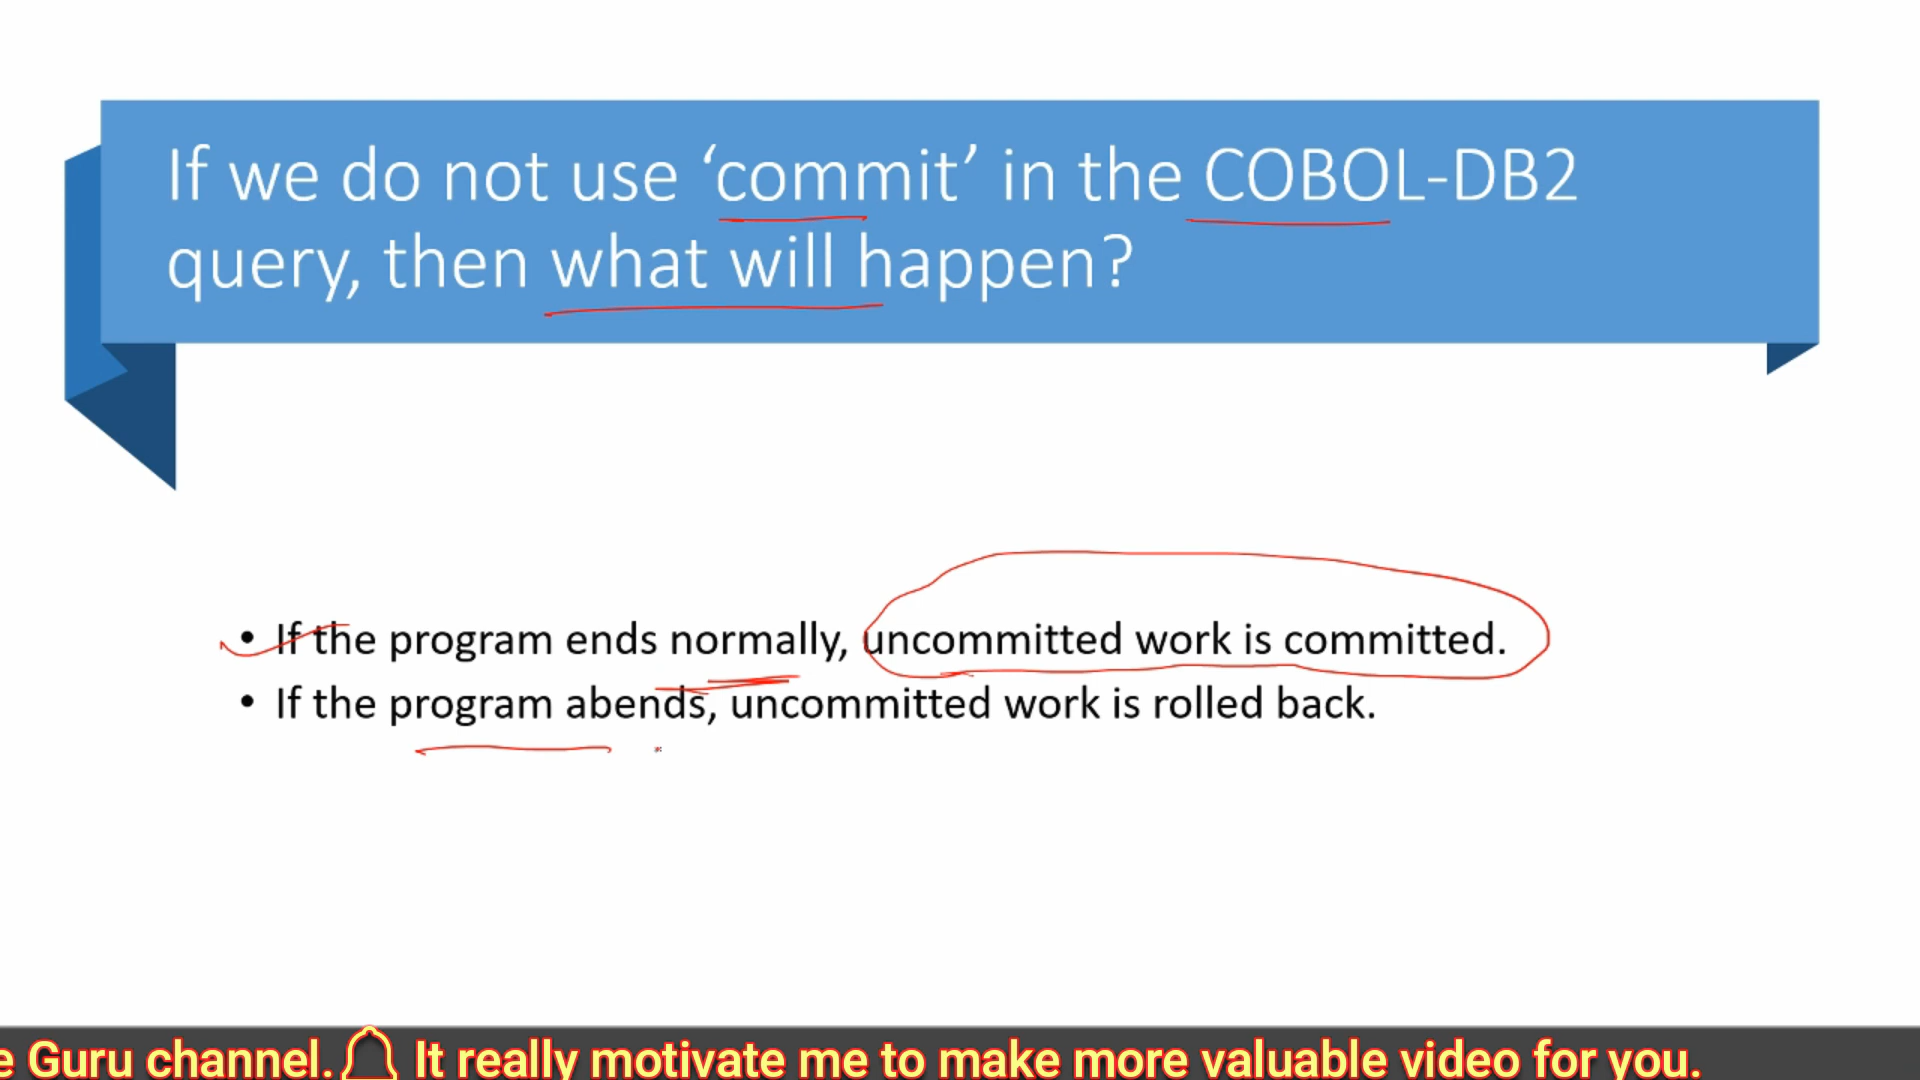 If we do not use ‘commit’ in the COBOL-DB2
query, then what will happen?
• If the program ends normally, uncommitted work is committed.
• If the program abends, uncommitted work is rolled back.
e Guru channel. It really motivate me to make more valuable video for you.